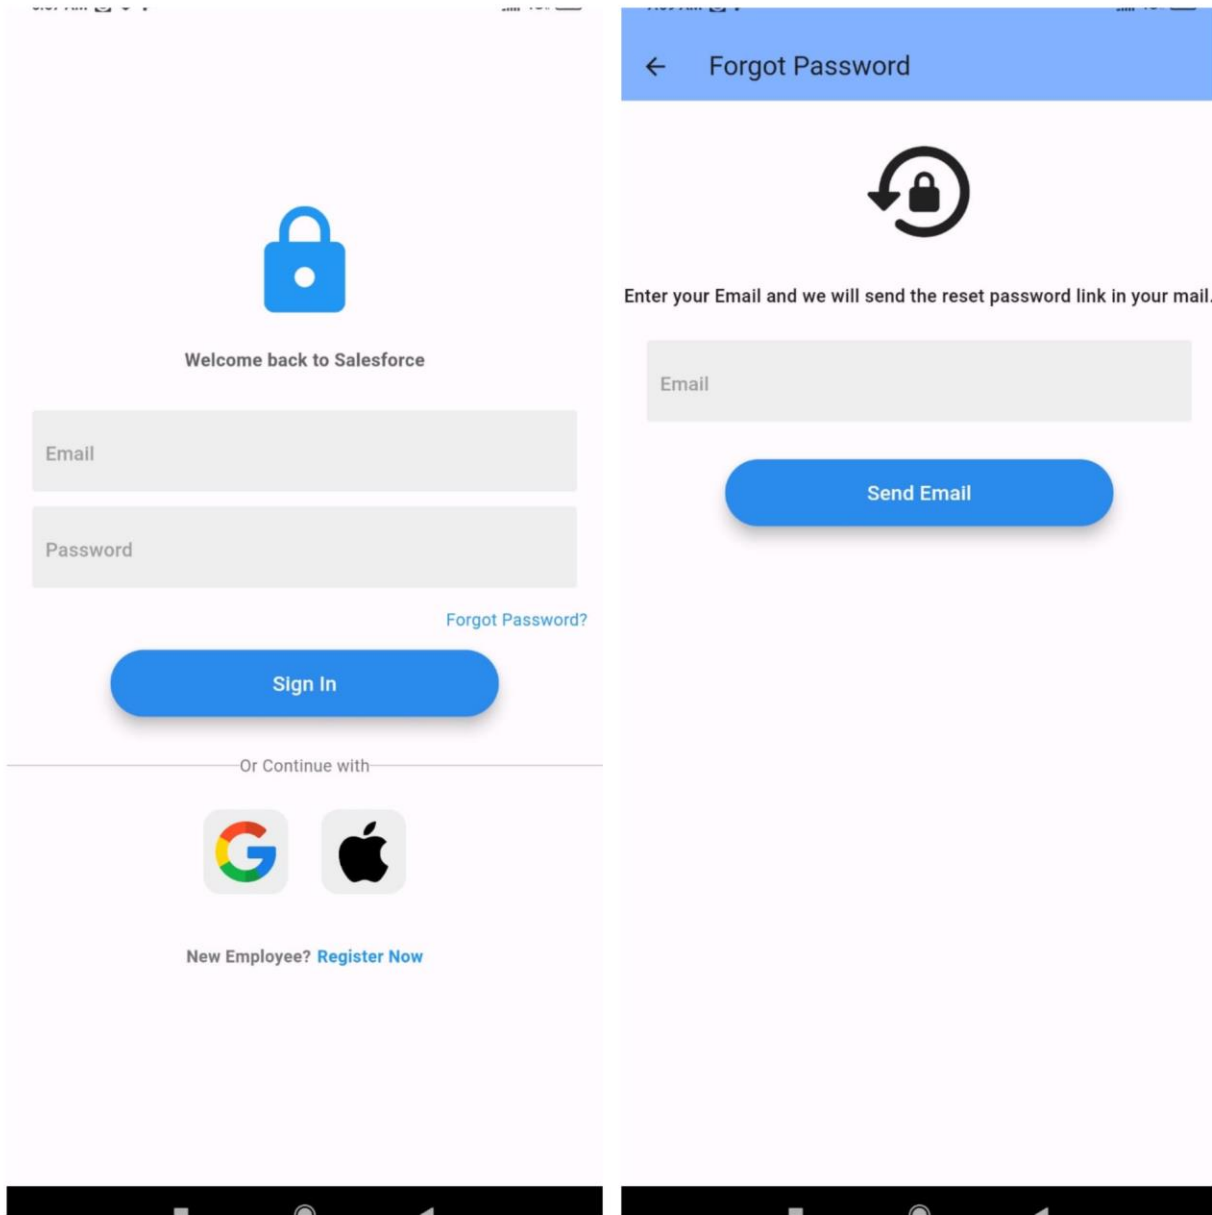 Welcome back to Salesforce
Email
Password
Forgot Password?
Sign In
Or Continue with
New Employee? Register Now
Forgot Password
Enter your Email and we will send the reset password link in your mail.
Email
Send Email